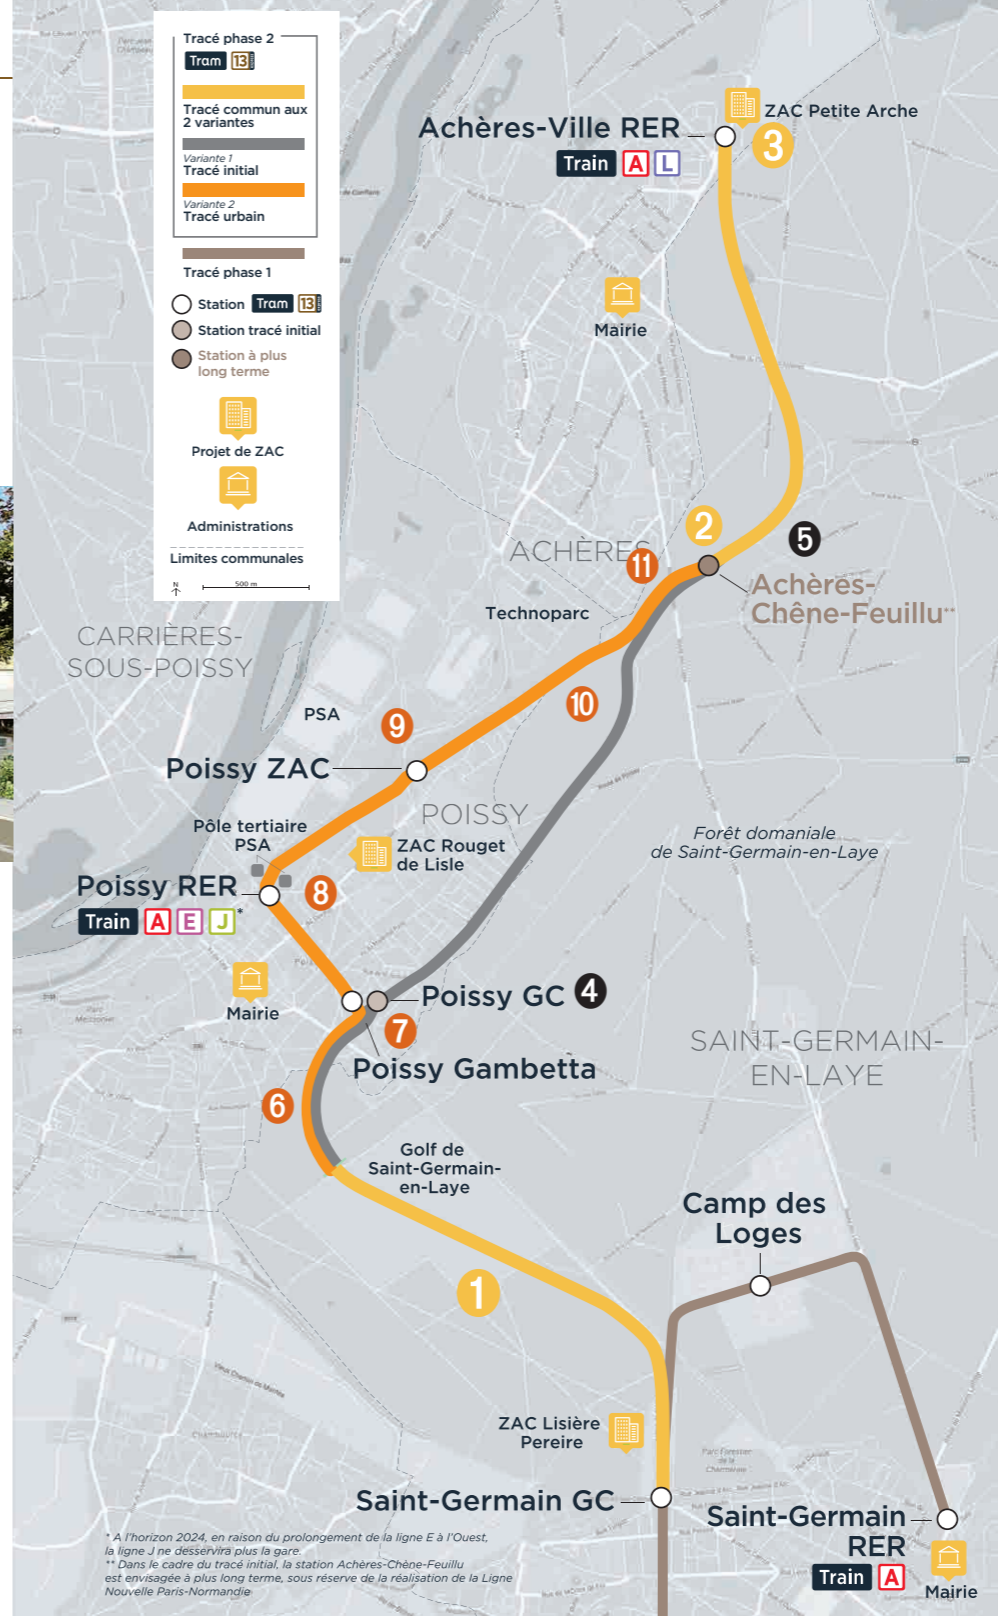 Tracé phase 2
Tram 13
Tracé commun aux
2 variantes
Variante 1
Tracé initial
Variante 2
Tracé urbain
Tracé phase 1
Station Tram 13
Station tracé initial
Station à plus
long terme
Projet de ZAC
Administrations
Limites communales
N
500 m
Achères-Ville RER
Train A L
ZAC Petite Arche
3
Mairie
2
5
ACHÈRES
11
Achères-
Chêne-Feuillu**
Technoparc
CARRIÈRES-
SOUS-POISSY
10
PSA
9
Poissy ZAC
POISSY
Pôle tertiaire
PSA
ZAC Rouget
de Lisle
Forêt domaniale
de Saint-Germain-en-Laye
Poissy RER
8
Train A E J*
Mairie
Poissy GC 4
7
Poissy Gambetta
SAINT-GERMAIN-
EN-LAYE
6
Golf de
Saint-Germain-
en-Laye
Camp des
Loges
1
ZAC Lisière
Pereire
Saint-Germain GC
Saint-Germain
RER
Train A
Mairie
* A l'horizon 2024, en raison du prolongement de la ligne E à l'Ouest,
la ligne J ne desservira plus la gare.
** Dans le cadre du tracé initial, la station Achères-Chêne-Feuillu
est envisagée à plus long terme, sous réserve de la réalisation de la Ligne
Nouvelle Paris-Normandie